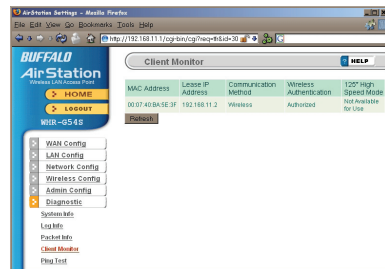 AirStation Settings - Mozilla Firefox
File Edit View Go Bookmarks Tools Help
http://192.168.11.1/cgi-bin/cgi?req=fr&id=30
BUFFALO
AirStation
Wireless LAN Access Point
HOME
LOGOUT
WHR-G54S
WAN Config
LAN Config
Network Config
Wireless Config
Admin Config
Diagnostic
System Info
Log Info
Packet Info
Client Monitor
Ping Test
Client Monitor
HELP
MAC Address Lease IP Address Communication Method Wireless Authentication 125* High Speed Mode
00:07:40:BA:5E:3F 192.168.11.2 Wireless Authorized Not Available for Use
Refresh